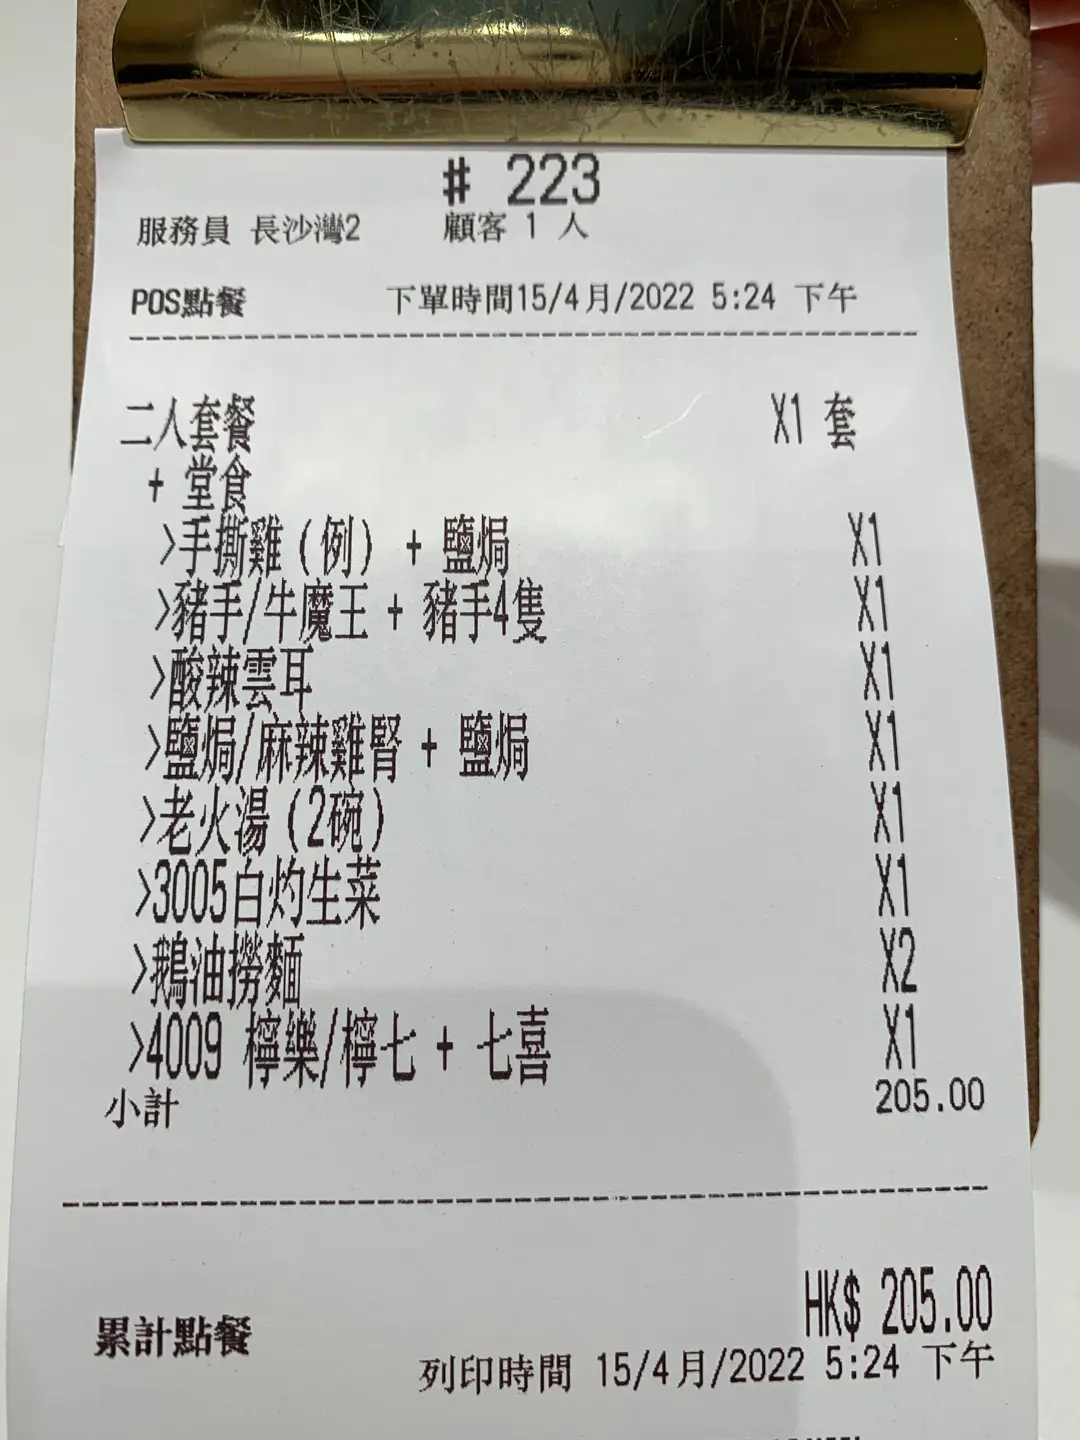 # 223
服務員 長沙灣2 顧客 1 人
POS點餐 下單時間15/4月/2022 5:24 下午
二人套餐 X1 套
+ 堂食
>手撕雞(例) + 鹽焗 X1
>豬手/牛魔王 + 豬手4隻 X1
>酸辣雲耳 X1
>鹽焗/麻辣雞腎 + 鹽焗 X1
>老火湯(2碗) X1
>3005白灼生菜 X1
>鵝油撈麵 X2
>4009 檸樂/檸七 + 七喜 X1
小計 205.00
HK$ 205.00
累計點餐
列印時間 15/4月/2022 5:24 下午